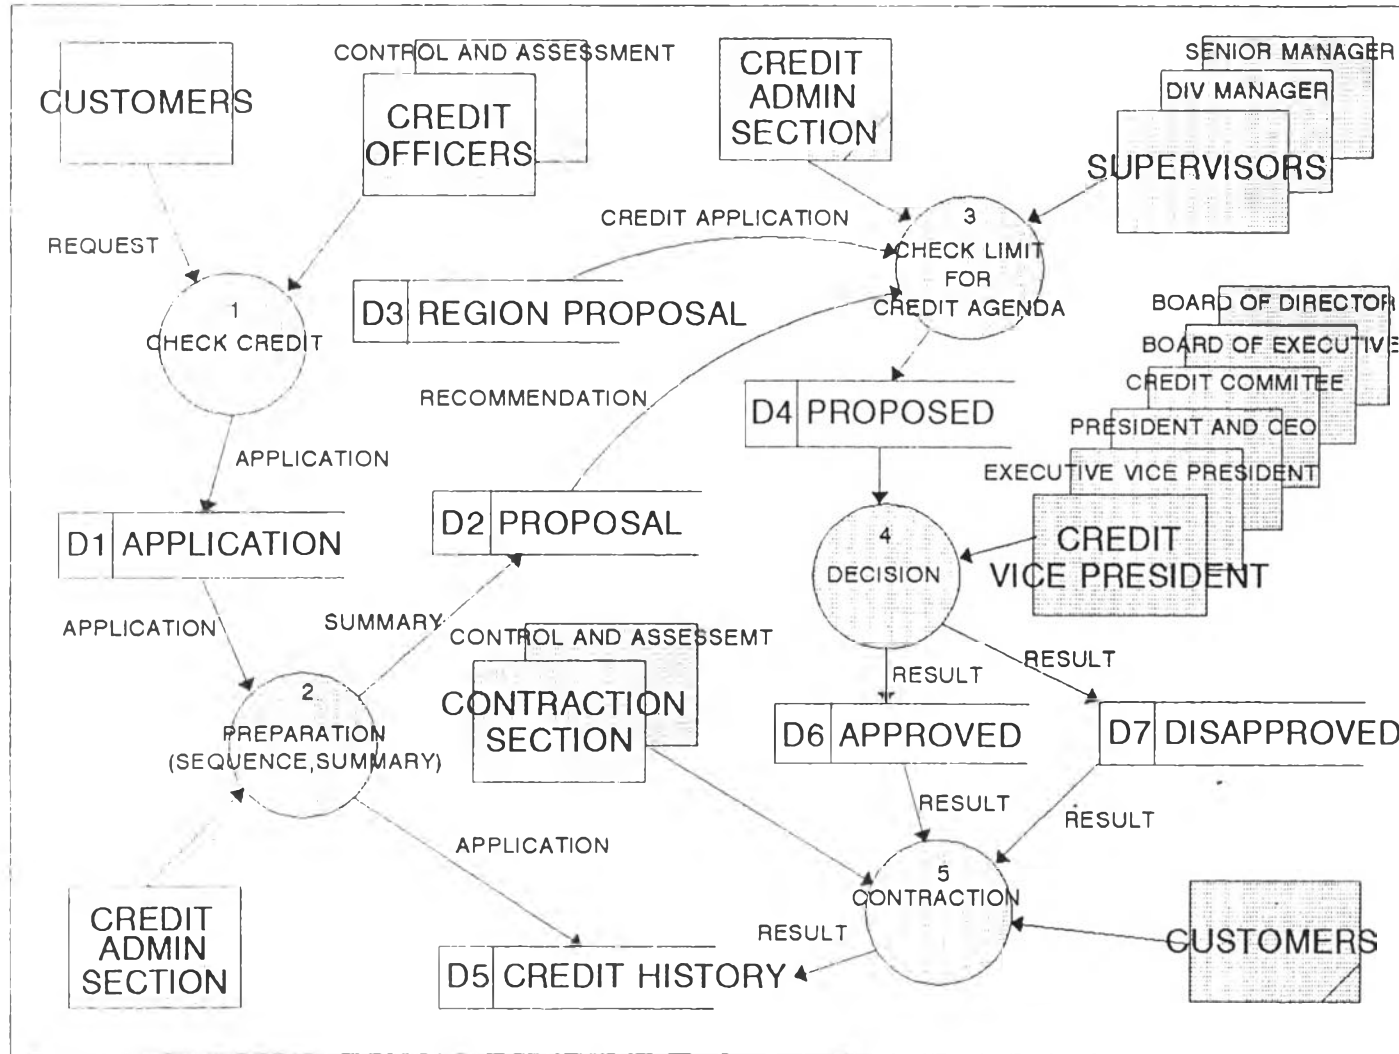 CUSTOMERS
CONTROL AND ASSESSMENT
CREDIT
OFFICERS
CREDIT
ADMIN
SECTION
SENIOR MANAGER
DIV MANAGER
SUPERVISORS
REQUEST
CREDIT APPLICATION
3
CHECK LIMIT
FOR
CREDIT AGENDA
1
CHECK CREDIT
D3 REGION PROPOSAL
BOARD OF DIRECTOR
BOARD OF EXECUTIVE
CREDIT COMMITEE
PRESIDENT AND CEO
EXECUTIVE VICE PRESIDENT
CREDIT
VICE PRESIDENT
RECOMMENDATION
D4 PROPOSED
APPLICATION
D1 APPLICATION
D2 PROPOSAL
4
DECISION
APPLICATION
SUMMARY
CONTROL AND ASSESSEMT
CONTRACTION
SECTION
RESULT
RESULT
2
PREPARATION
(SEQUENCE,SUMMARY)
D6 APPROVED
D7 DISAPPROVED
RESULT
RESULT
APPLICATION
5
CONTRACTION
CREDIT
ADMIN
SECTION
RESULT
CUSTOMERS
D5 CREDIT HISTORY